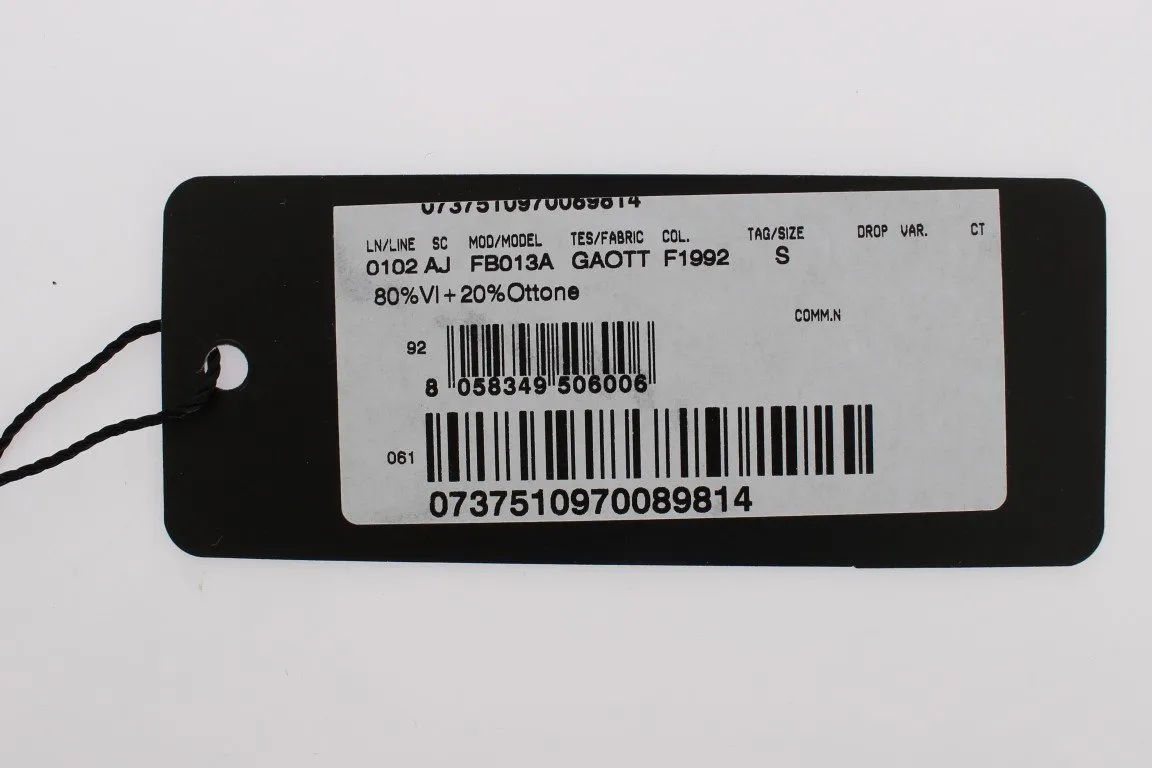 0737510970089814
LN/LINE SC MOD/MODEL TES/FABRIC COL. TAG/SIZE DROP VAR. CT
0102 AJ FB013A GAOTT F1992 S
80%VI+20%Ottone
COMM.N
92
8 058349 506006
061
0737510970089814